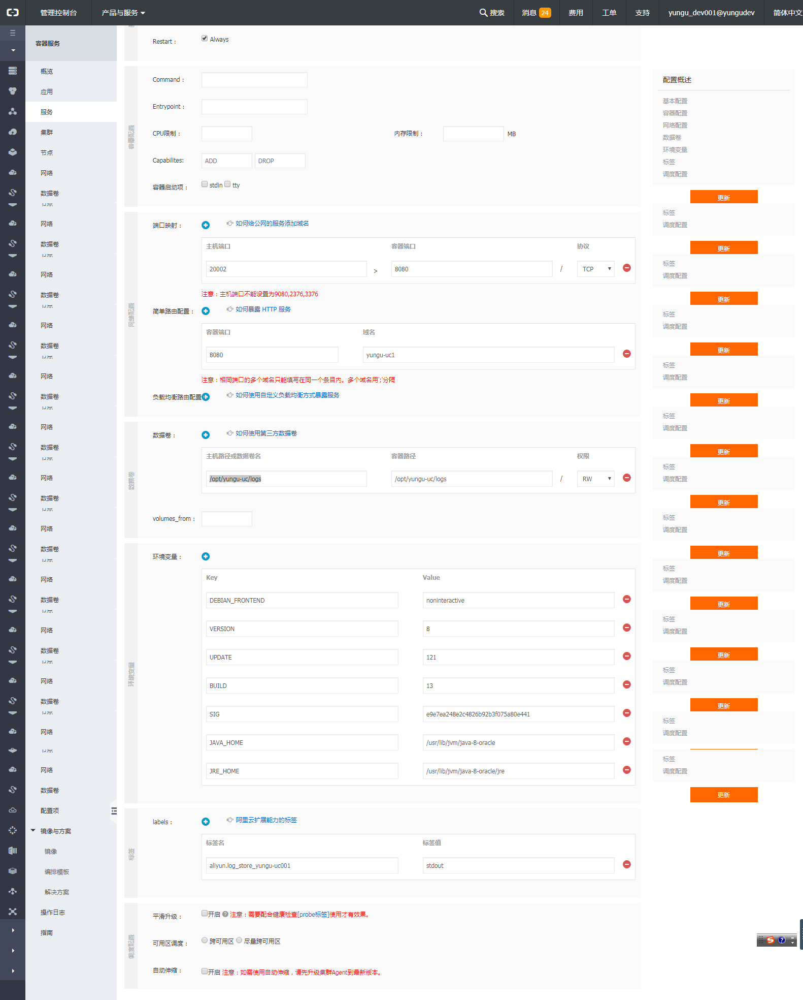 管理控制台
产品与服务
搜索
消息 24
费用
工单
支持
yungu_dev001@yungudev
简体中文
容器服务
概览
应用
服务
集群
节点
网络
数据卷
节点
网络
数据卷
节点
网络
数据卷
节点
网络
数据卷
节点
网络
数据卷
节点
网络
数据卷
节点
网络
数据卷
节点
网络
数据卷
节点
网络
数据卷
节点
网络
数据卷
节点
网络
数据卷
节点
网络
节点
网络
数据卷
配置项
镜像与方案
镜像
编排模板
解决方案
操作日志
指南
Restart：
Always
容器配置
Command：
Entrypoint：
CPU限制：
内存限制：
MB
Capabilites:
ADD
DROP
容器启动项：
stdin
tty
网络配置
端口映射：
如何给公网的服务添加域名
主机端口
容器端口
协议
20002
>
8080
/
TCP
注意：主机端口不能设置为9080,2376,3376
简单路由配置：
如何暴露 HTTP 服务
容器端口
域名
8080
yungu-uc1
注意：相同端口的多个域名只能填写在同一个条目内。多个域名用';'分隔
负载均衡路由配置
如何使用自定义负载均衡方式暴露服务
数据卷
数据卷：
如何使用第三方数据卷
主机路径或数据卷名
容器路径
权限
/opt/yungu-uc/logs
/opt/yungu-uc/logs
/
RW
volumes_from：
环境变量
环境变量：
Key
Value
DEBIAN_FRONTEND
noninteractive
VERSION
8
UPDATE
121
BUILD
13
SIG
e9e7ea248e2c4826b92b3f075a80e441
JAVA_HOME
/usr/lib/jvm/java-8-oracle
JRE_HOME
/usr/lib/jvm/java-8-oracle/jre
标签
labels：
阿里云扩展能力的标签
标签名
标签值
aliyun.log_store_yungu-uc001
stdout
调度配置
平滑升级：
开启
注意：需要配合健康检查[probe标签]使用才有效果。
可用区调度：
跨可用区
尽量跨可用区
自动伸缩：
开启 注意：如需使用自动伸缩，请先升级集群Agent到最新版本。
配置概述
基本配置
容器配置
网络配置
数据卷
环境变量
标签
调度配置
更新
标签
调度配置
更新
标签
调度配置
更新
标签
调度配置
更新
标签
调度配置
更新
标签
调度配置
更新
标签
调度配置
更新
标签
调度配置
更新
标签
调度配置
更新
标签
调度配置
更新
标签
调度配置
更新
标签
调度配置
标签
调度配置
更新